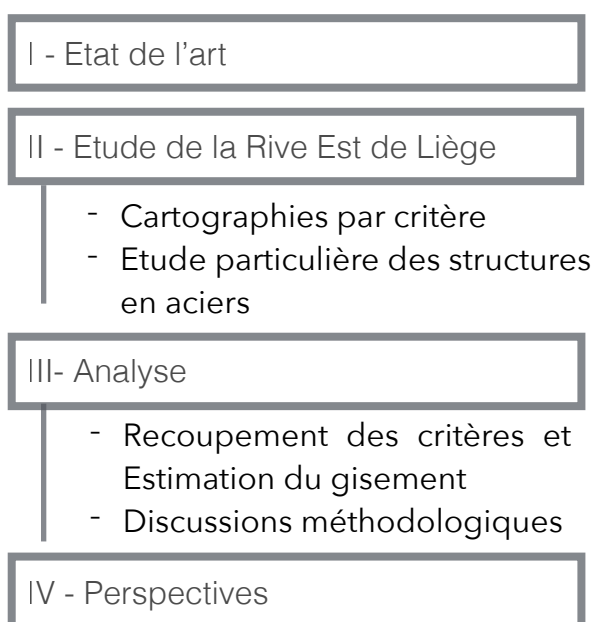 I - Etat de l'art
II - Etude de la Rive Est de Liège
- Cartographies par critère
- Etude particulière des structures
en aciers
III- Analyse
- Recoupement des critères et
Estimation du gisement
- Discussions méthodologiques
IV - Perspectives